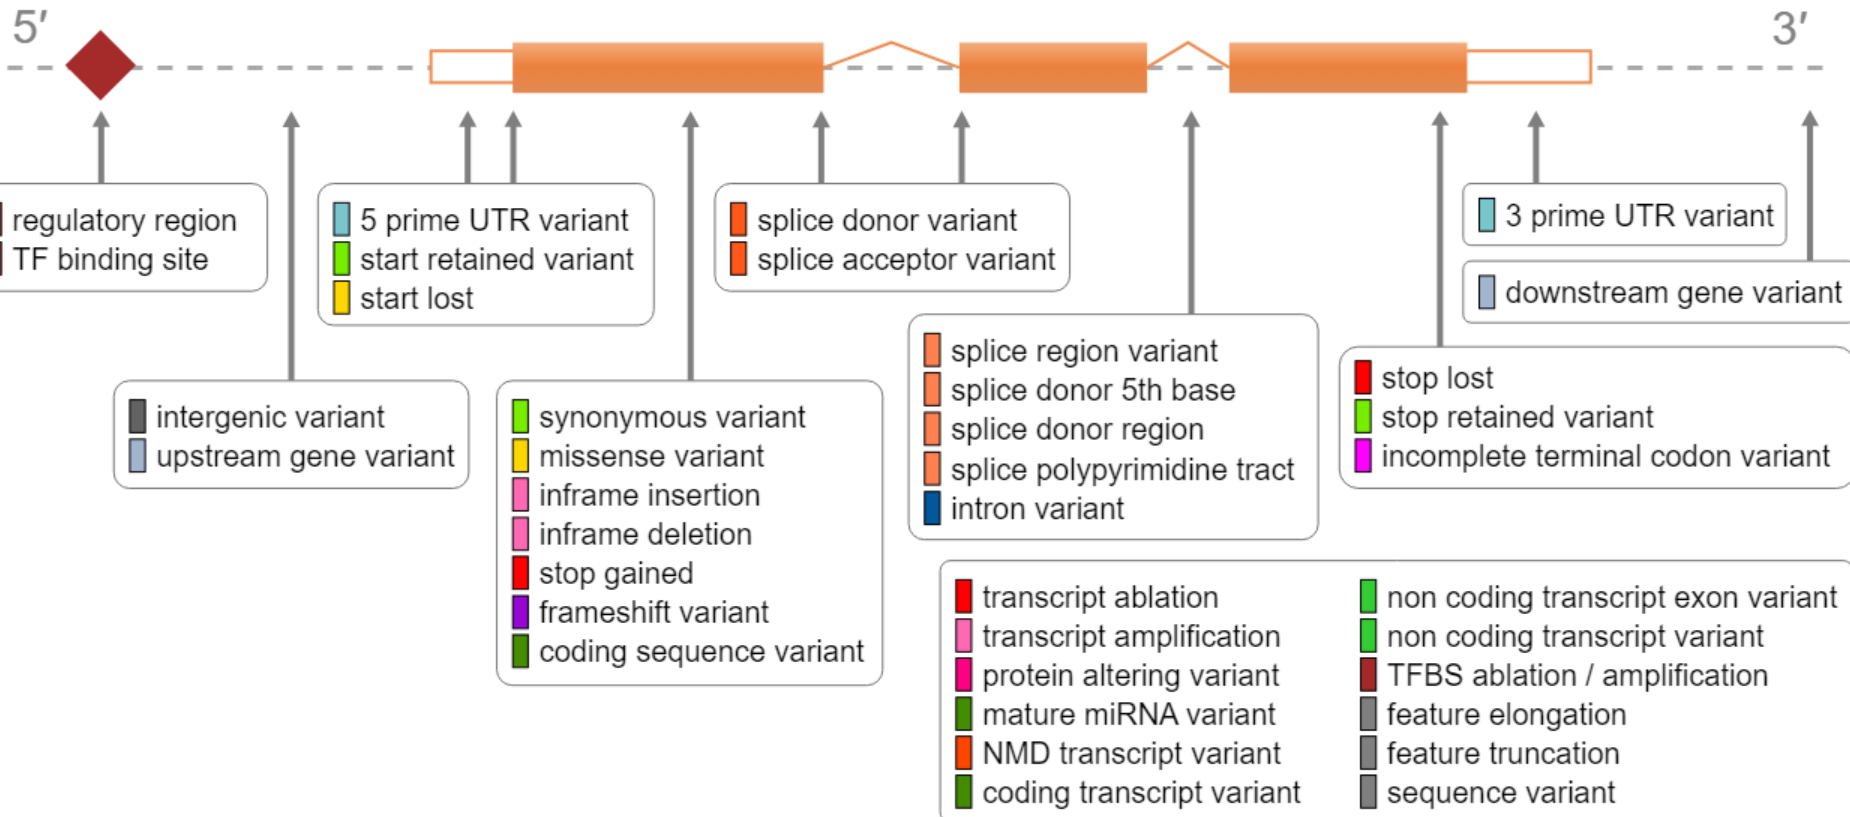 5′
3′
regulatory region
TF binding site
5 prime UTR variant
start retained variant
start lost
splice donor variant
splice acceptor variant
3 prime UTR variant
downstream gene variant
intergenic variant
upstream gene variant
synonymous variant
missense variant
inframe insertion
inframe deletion
stop gained
frameshift variant
coding sequence variant
splice region variant
splice donor 5th base
splice donor region
splice polypyrimidine tract
intron variant
stop lost
stop retained variant
incomplete terminal codon variant
transcript ablation
transcript amplification
protein altering variant
mature miRNA variant
NMD transcript variant
coding transcript variant
non coding transcript exon variant
non coding transcript variant
TFBS ablation / amplification
feature elongation
feature truncation
sequence variant